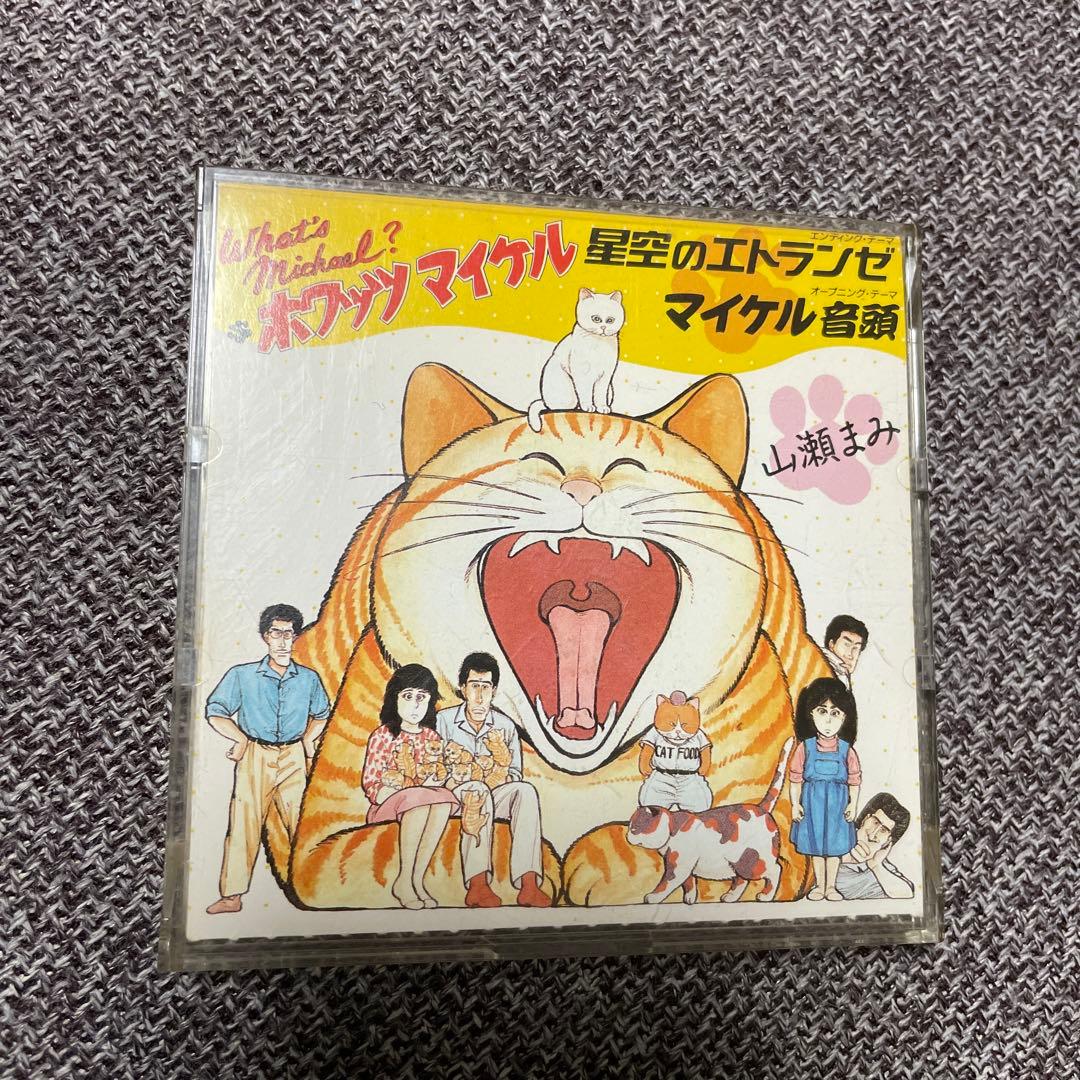 What's
Michael?
ホワッツ マイケル
エンディング・テーマ
星空のエトランゼ
オープニング・テーマ
マイケル音頭
山瀬まみ
CAT FOOD